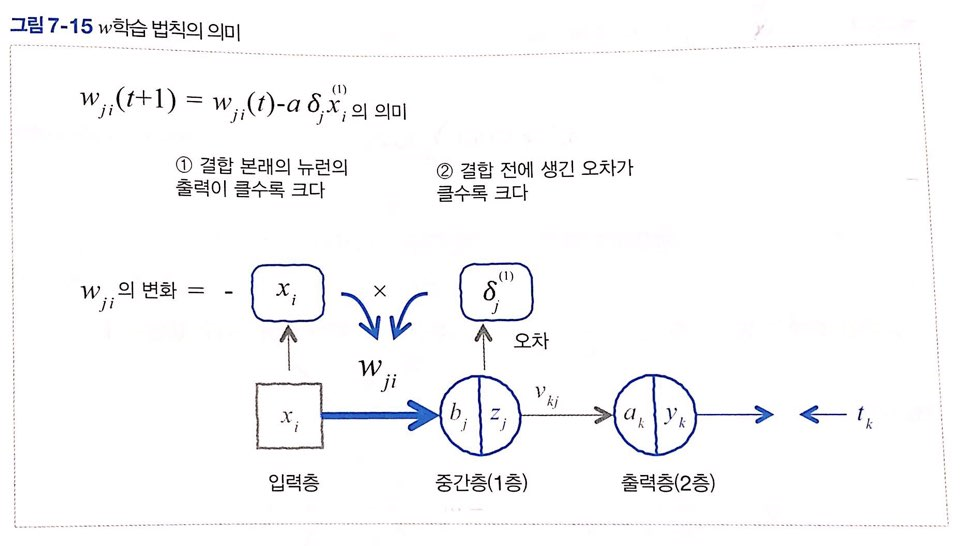 그림 7-15 w학습 법칙의 의미
w_ji(t+1) = w_ji(t)-a δ_j x_i^(1) 의 의미
① 결합 본래의 뉴런의
출력이 클수록 크다
② 결합 전에 생긴 오차가
클수록 크다
w_ji의 변화 = - x_i × δ_j^(1)
오차
w_ji
x_i b_j z_j v_kj a_k y_k t_k
입력층 중간층(1층) 출력층(2층)